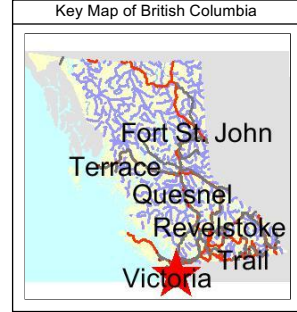 Key Map of British Columbia
Fort St. John
Terrace
Quesnel
Revelstoke
Trail
Victoria